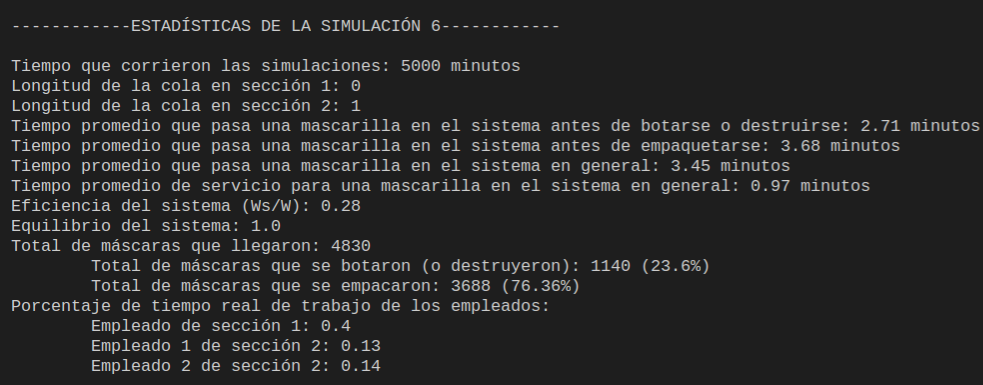 ------------ESTADÍSTICAS DE LA SIMULACIÓN 6------------
Tiempo que corrieron las simulaciones: 5000 minutos
Longitud de la cola en sección 1: 0
Longitud de la cola en sección 2: 1
Tiempo promedio que pasa una mascarilla en el sistema antes de botarse o destruirse: 2.71 minutos
Tiempo promedio que pasa una mascarilla en el sistema antes de empaquetarse: 3.68 minutos
Tiempo promedio que pasa una mascarilla en el sistema en general: 3.45 minutos
Tiempo promedio de servicio para una mascarilla en el sistema en general: 0.97 minutos
Eficiencia del sistema (Ws/W): 0.28
Equilibrio del sistema: 1.0
Total de máscaras que llegaron: 4830
Total de máscaras que se botaron (o destruyeron): 1140 (23.6%)
Total de máscaras que se empacaron: 3688 (76.36%)
Porcentaje de tiempo real de trabajo de los empleados:
Empleado de sección 1: 0.4
Empleado 1 de sección 2: 0.13
Empleado 2 de sección 2: 0.14